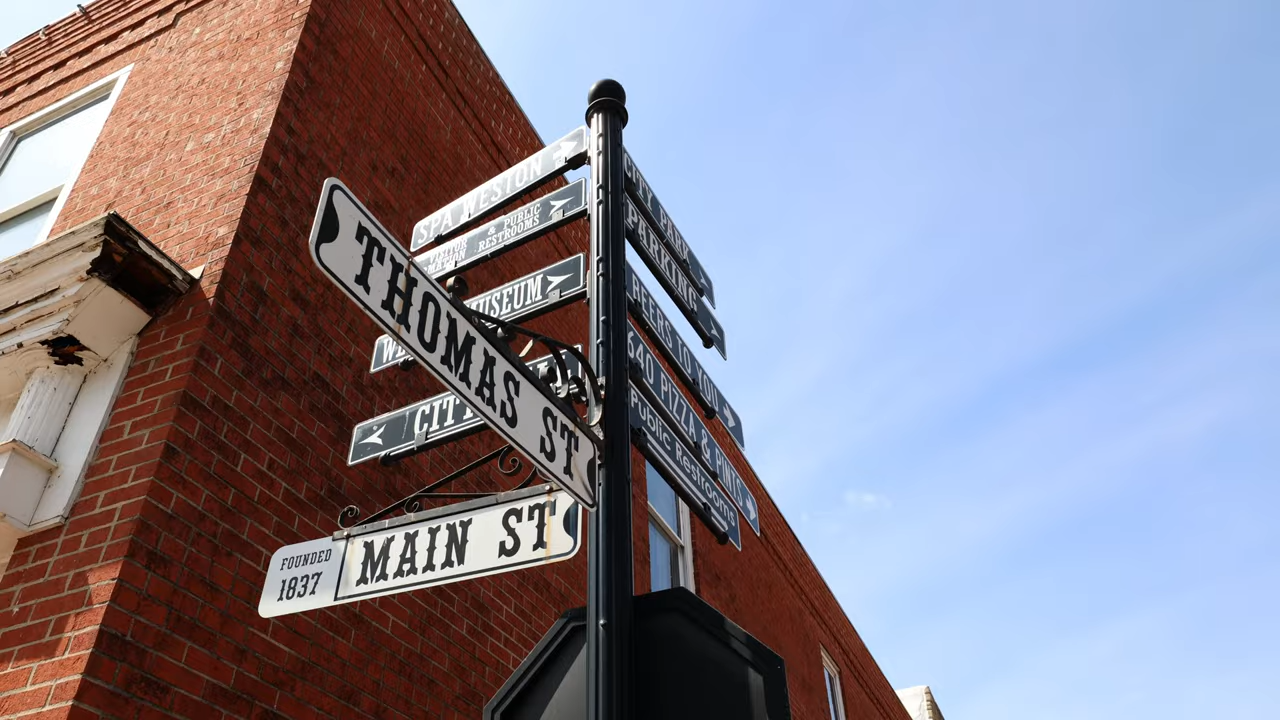 SPA WESTON
& PUBLIC
RESTROOMS
MUSEUM
THOMAS ST
MAIN ST
FOUNDED
1837
CITY PARK
PARKING
BEERS TO YOU
640 PIZZA & PINTS
Public Restrooms